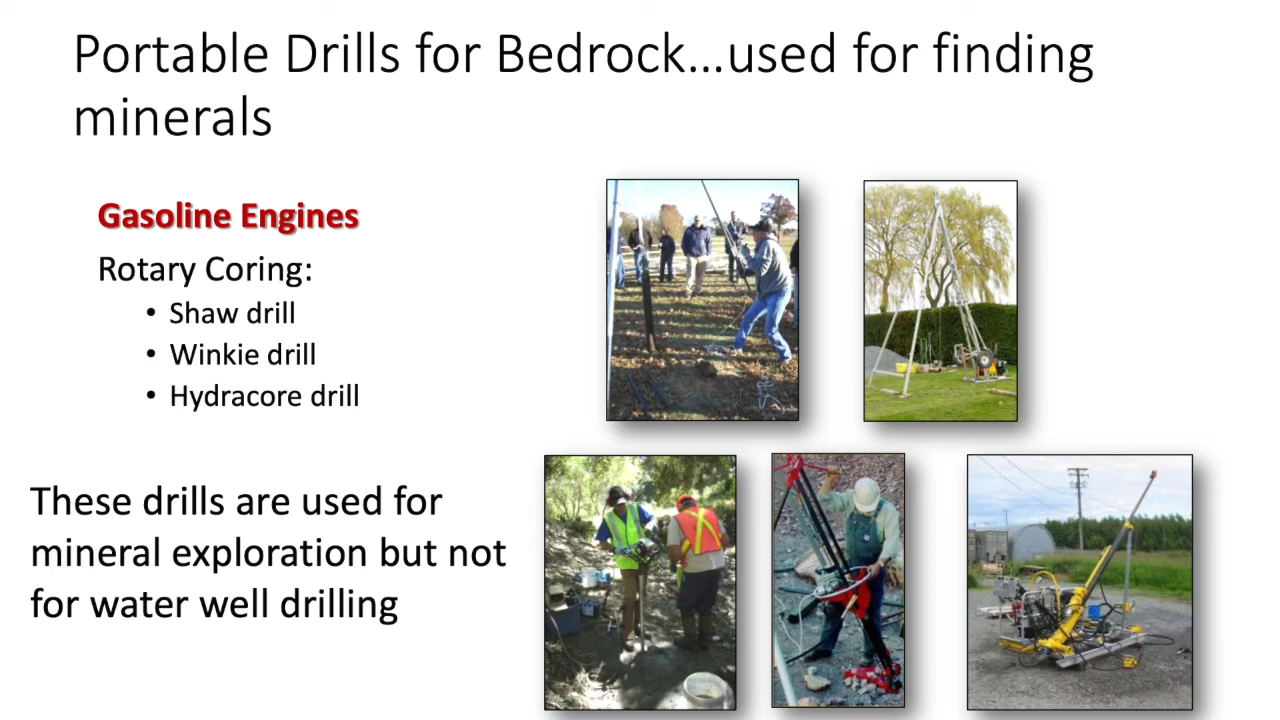 Portable Drills for Bedrock...used for finding
minerals
Gasoline Engines
Rotary Coring:
• Shaw drill
• Winkie drill
• Hydracore drill
These drills are used for
mineral exploration but not
for water well drilling